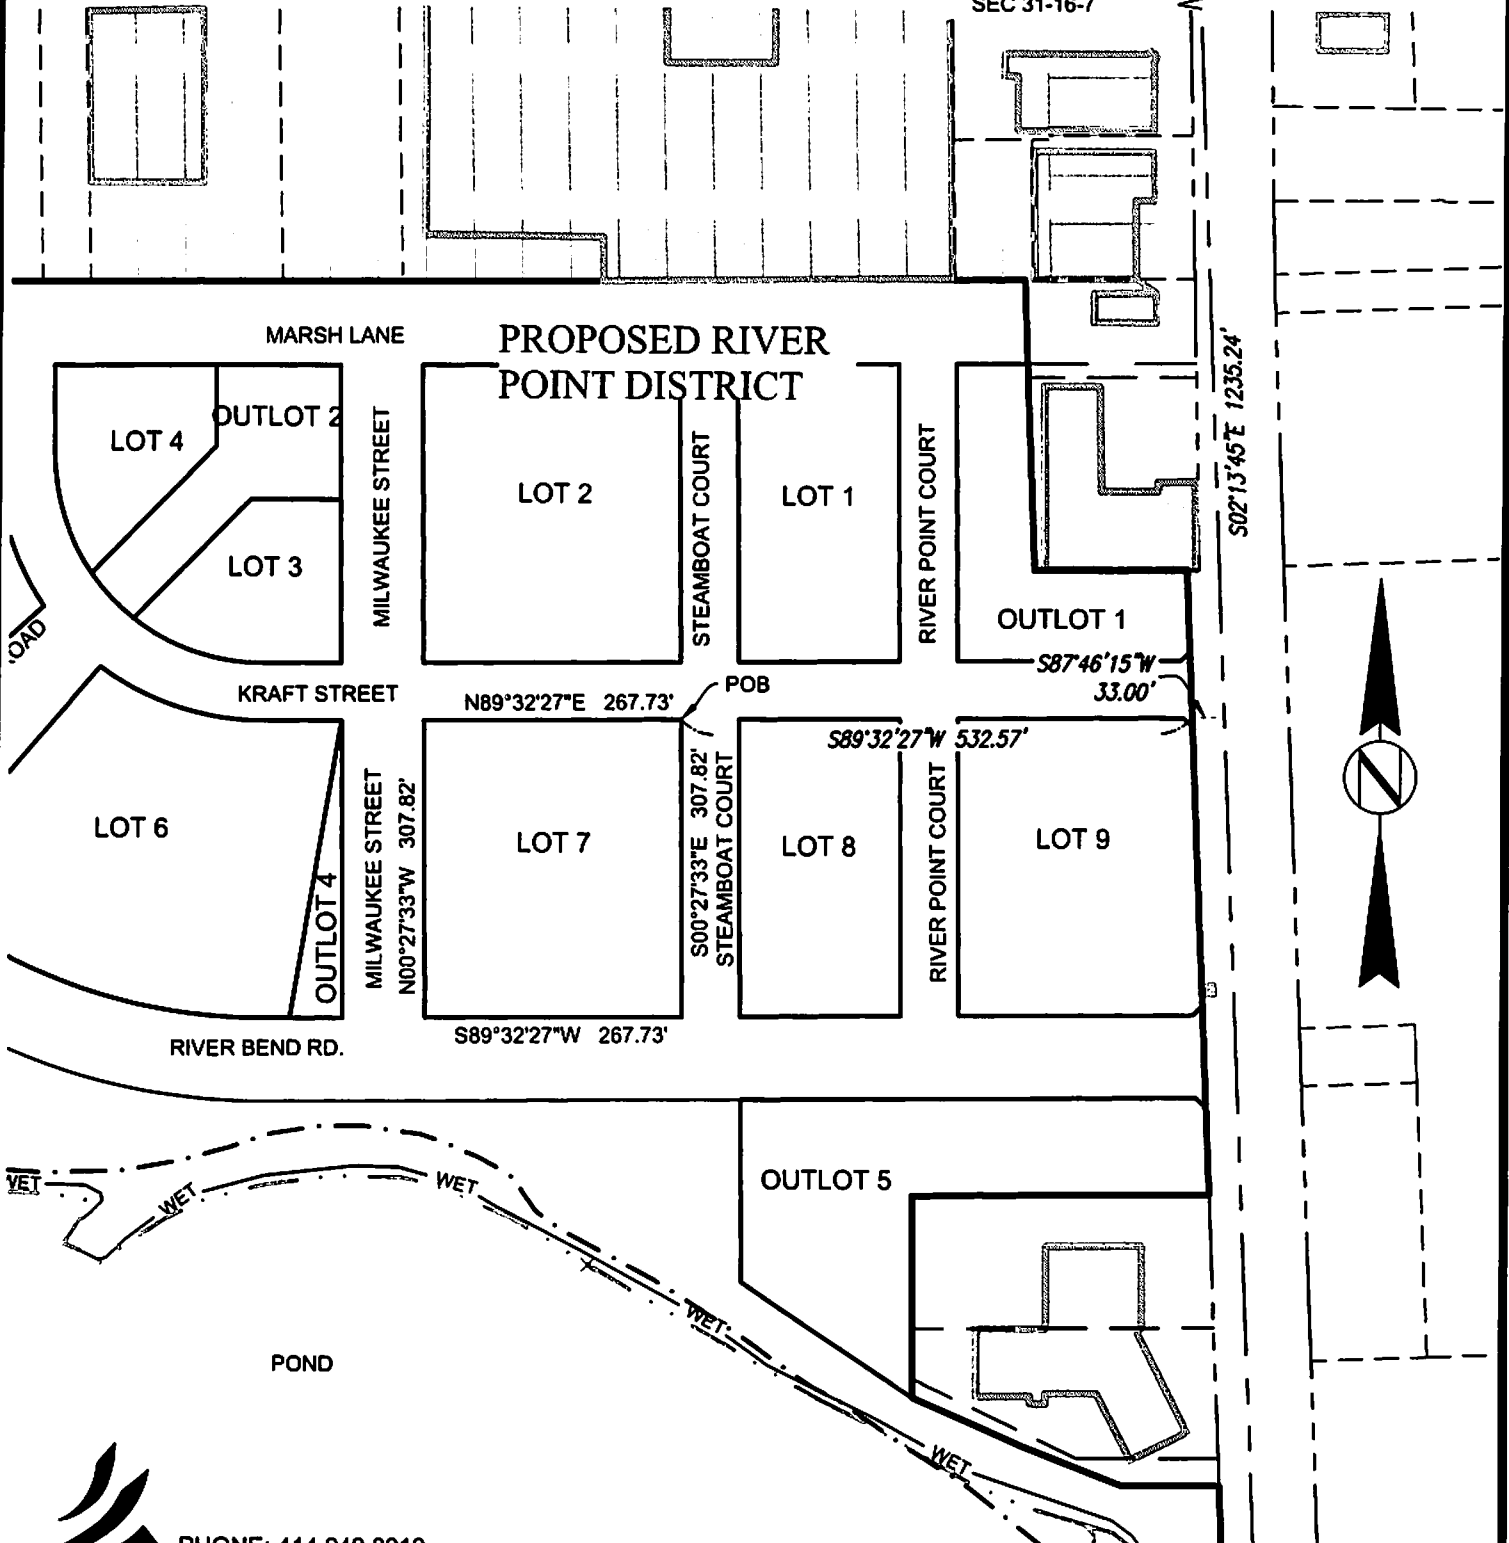 SEC 31-16-7
MARSH LANE
PROPOSED RIVER
POINT DISTRICT
S02°13'45"E 1235.24'
LOT 4
OUTLOT 2
MILWAUKEE STREET
LOT 2
STEAMBOAT COURT
LOT 1
RIVER POINT COURT
LOT 3
OUTLOT 1
OAD
S87°46'15"W
33.00'
KRAFT STREET
N89°32'27"E 267.73'
POB
S89°32'27"W 532.57'
LOT 6
OUTLOT 4
MILWAUKEE STREET
N00°27'33"W 307.82'
LOT 7
S00°27'33"E 307.82'
STEAMBOAT COURT
LOT 8
RIVER POINT COURT
LOT 9
N
RIVER BEND RD.
S89°32'27"W 267.73'
OUTLOT 5
WET
WET
WET
WET
WET
POND